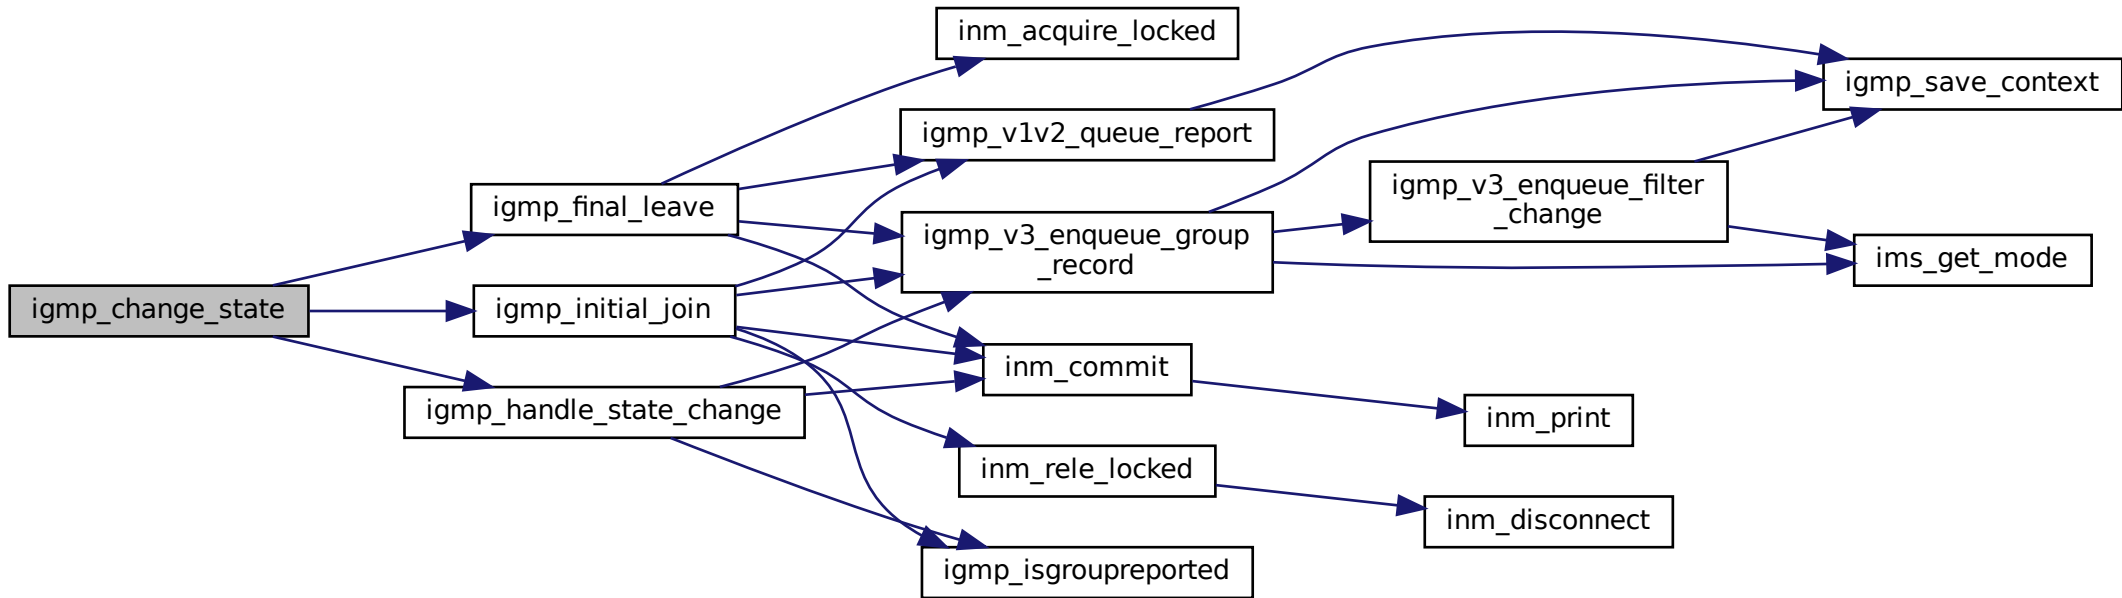 igmp_change_state
igmp_final_leave
igmp_initial_join
igmp_handle_state_change
inm_acquire_locked
igmp_v1v2_queue_report
igmp_v3_enqueue_group
_record
inm_commit
inm_rele_locked
igmp_isgroupreported
igmp_v3_enqueue_filter
_change
inm_print
inm_disconnect
igmp_save_context
ims_get_mode